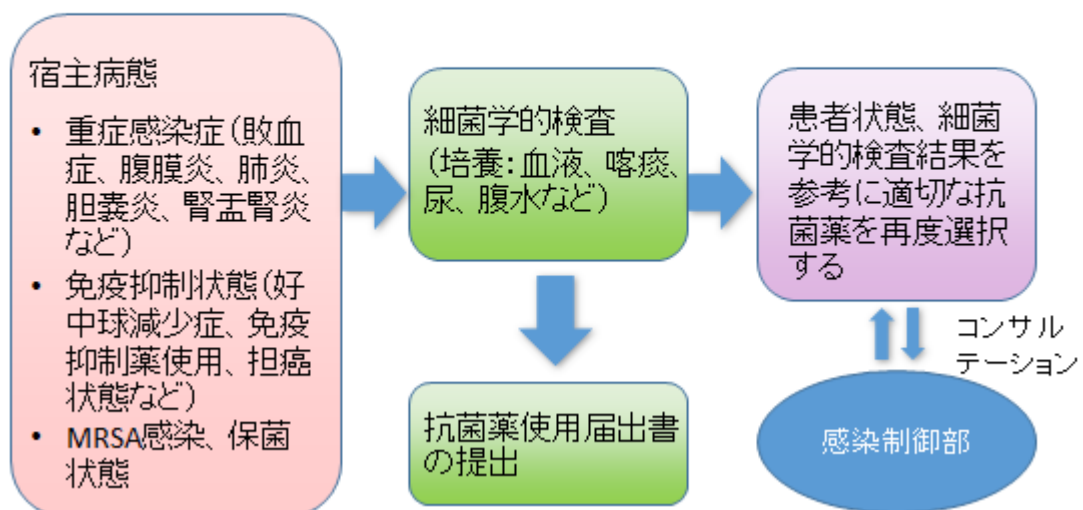 宿主病態
• 重症感染症(敗血
症、腹膜炎、肺炎、
胆嚢炎、腎盂腎炎
など)
• 免疫抑制状態(好
中球減少症、免疫
抑制薬使用、担癌
状態など)
• MRSA感染、保菌
状態
細菌学的検査
(培養:血液、喀痰、
尿、腹水など)
抗菌薬使用届出書
の提出
患者状態、細菌
学的検査結果を
参考に適切な抗
菌薬を再度選択
する
コンサル
テーション
感染制御部